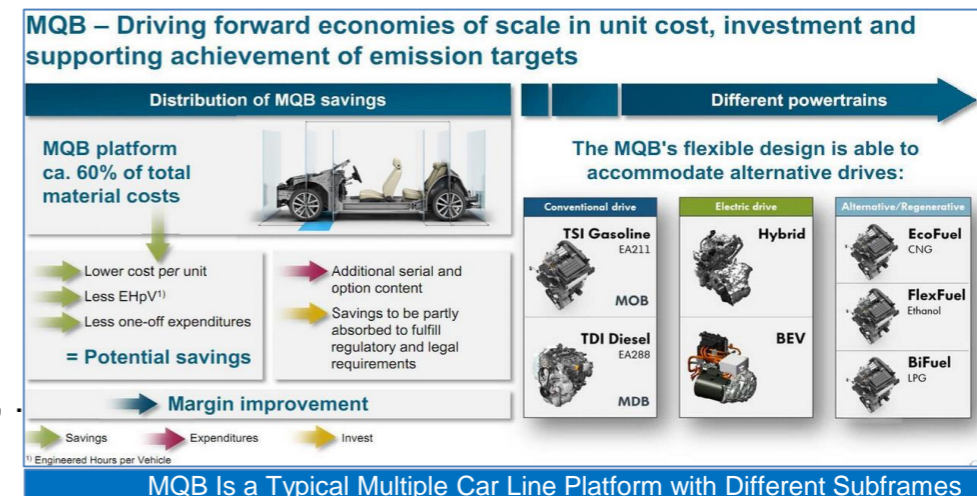 MQB – Driving forward economies of scale in unit cost, investment and
supporting achievement of emission targets
Distribution of MQB savings
MQB platform
ca. 60% of total
material costs
Lower cost per unit
Less EHpV1)
Less one-off expenditures
= Potential savings
Additional serial and
option content
Savings to be partly
absorbed to fulfill
regulatory and legal
requirements
Margin improvement
Savings
Expenditures
Invest
1) Engineered Hours per Vehicle
Different powertrains
The MQB's flexible design is able to
accommodate alternative drives:
Conventional drive
TSI Gasoline
EA211
MOB
TDI Diesel
EA288
MDB
Electric drive
Hybrid
BEV
Alternative/Regenerative
EcoFuel
CNG
FlexFuel
Ethanol
BiFuel
LPG
MQB Is a Typical Multiple Car Line Platform with Different Subframes